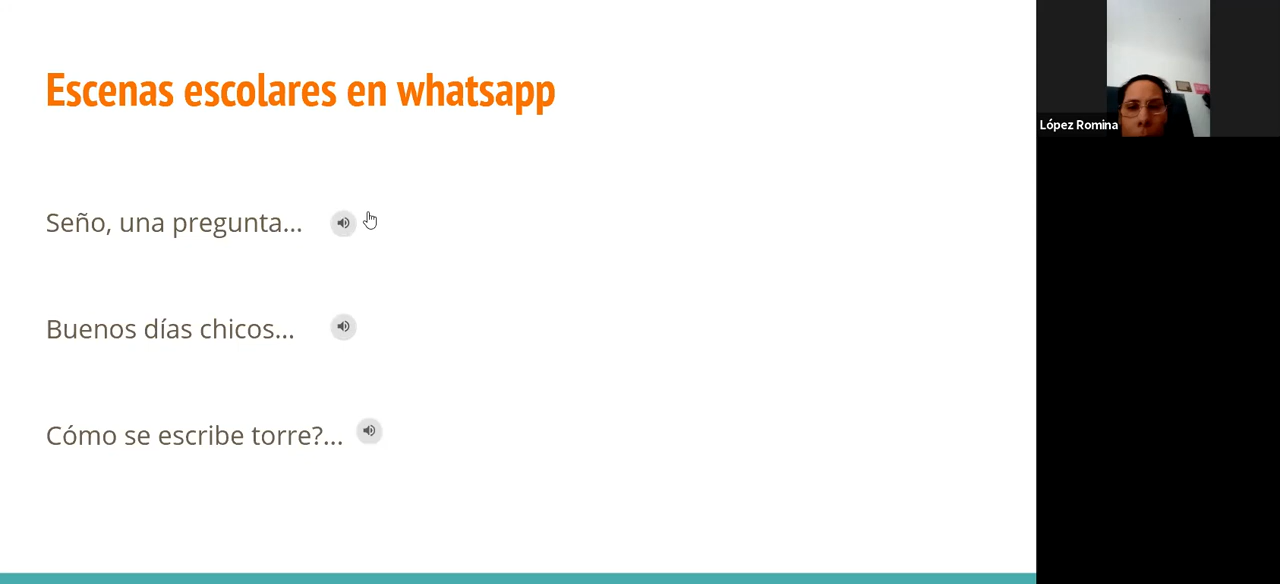 Escenas escolares en whatsapp
Seño, una pregunta...
Buenos días chicos...
Cómo se escribe torre?...
López Romina